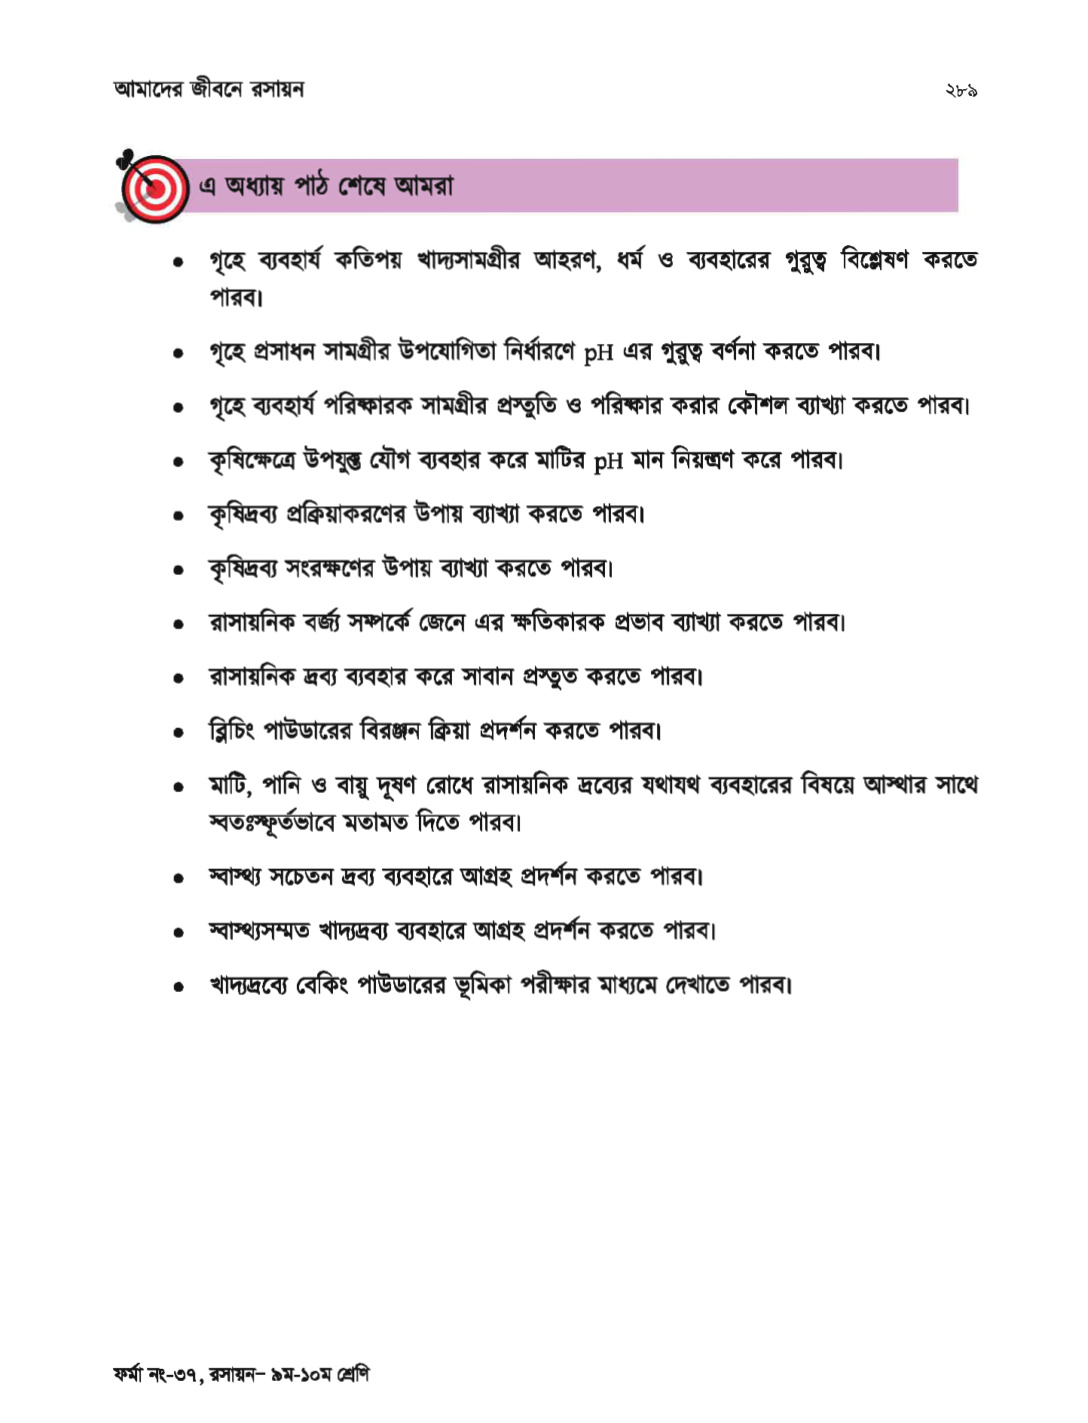 আমাদের জীবনে রসায়ন
২৮৯
এ অধ্যায় পাঠ শেষে আমরা
● গৃহে ব্যবহার্য কতিপয় খাদ্যসামগ্রীর আহরণ, ধর্ম ও ব্যবহারের গুরুত্ব বিশ্লেষণ করতে
পারব।
● গৃহে প্রসাধন সামগ্রীর উপযোগিতা নির্ধারণে pH এর গুরুত্ব বর্ণনা করতে পারব।
● গৃহে ব্যবহার্য পরিষ্কারক সামগ্রীর প্রস্তুতি ও পরিষ্কার করার কৌশল ব্যাখ্যা করতে পারব।
● কৃষিক্ষেত্রে উপযুক্ত যৌগ ব্যবহার করে মাটির pH মান নিয়ন্ত্রণ করে পারব।
● কৃষিদ্রব্য প্রক্রিয়াকরণের উপায় ব্যাখ্যা করতে পারব।
● কৃষিদ্রব্য সংরক্ষণের উপায় ব্যাখ্যা করতে পারব।
● রাসায়নিক বর্জ্য সম্পর্কে জেনে এর ক্ষতিকারক প্রভাব ব্যাখ্যা করতে পারব।
● রাসায়নিক দ্রব্য ব্যবহার করে সাবান প্রস্তুত করতে পারব।
● ব্লিচিং পাউডারের বিরঞ্জন ক্রিয়া প্রদর্শন করতে পারব।
● মাটি, পানি ও বায়ু দূষণ রোধে রাসায়নিক দ্রব্যের যথাযথ ব্যবহারের বিষয়ে আস্থার সাথে
স্বতঃস্ফূর্তভাবে মতামত দিতে পারব।
● স্বাস্থ্য সচেতন দ্রব্য ব্যবহারে আগ্রহ প্রদর্শন করতে পারব।
● স্বাস্থ্যসম্মত খাদ্যদ্রব্য ব্যবহারে আগ্রহ প্রদর্শন করতে পারব।
● খাদ্যদ্রব্যে বেকিং পাউডারের ভূমিকা পরীক্ষার মাধ্যমে দেখাতে পারব।
ফর্মা নং-৩৭, রসায়ন– ৯ম-১০ম শ্রেণি